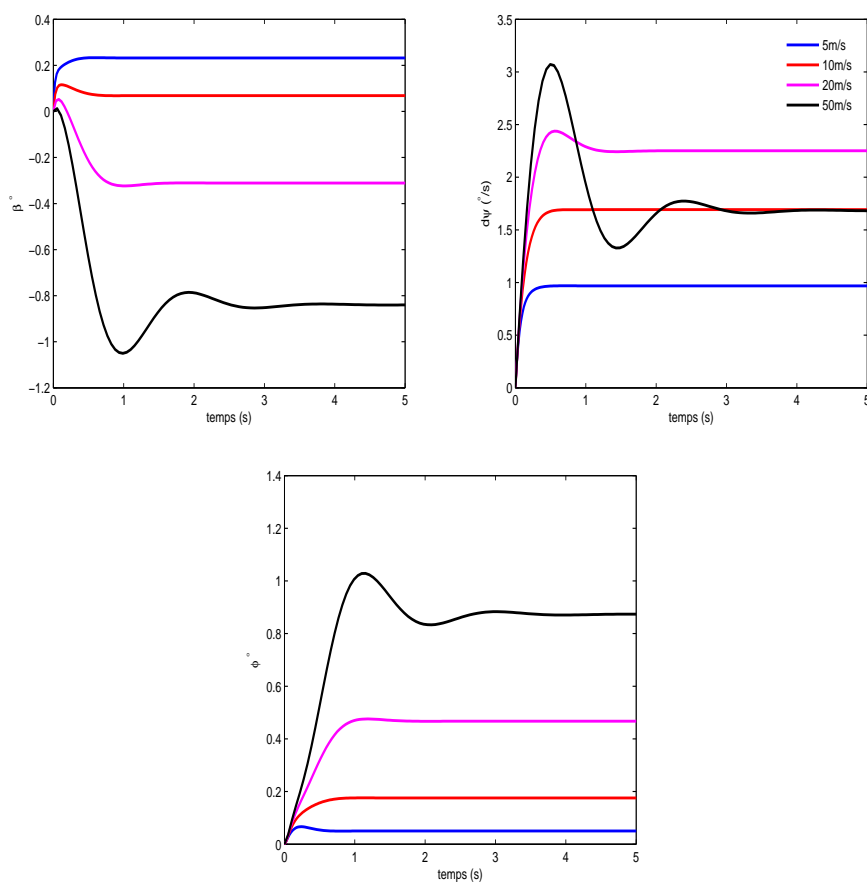 0.4
0.2
0
−0.2
−0.4
−0.6
−0.8
−1
−1.2
0 1 2 3 4 5
temps (s)
β °
3.5
3
2.5
2
1.5
1
0.5
0
0 1 2 3 4 5
temps (s)
dψ (°/s)
5m/s
10m/s
20m/s
50m/s
1.4
1.2
1
0.8
0.6
0.4
0.2
0
0 1 2 3 4 5
temps (s)
ϕ °